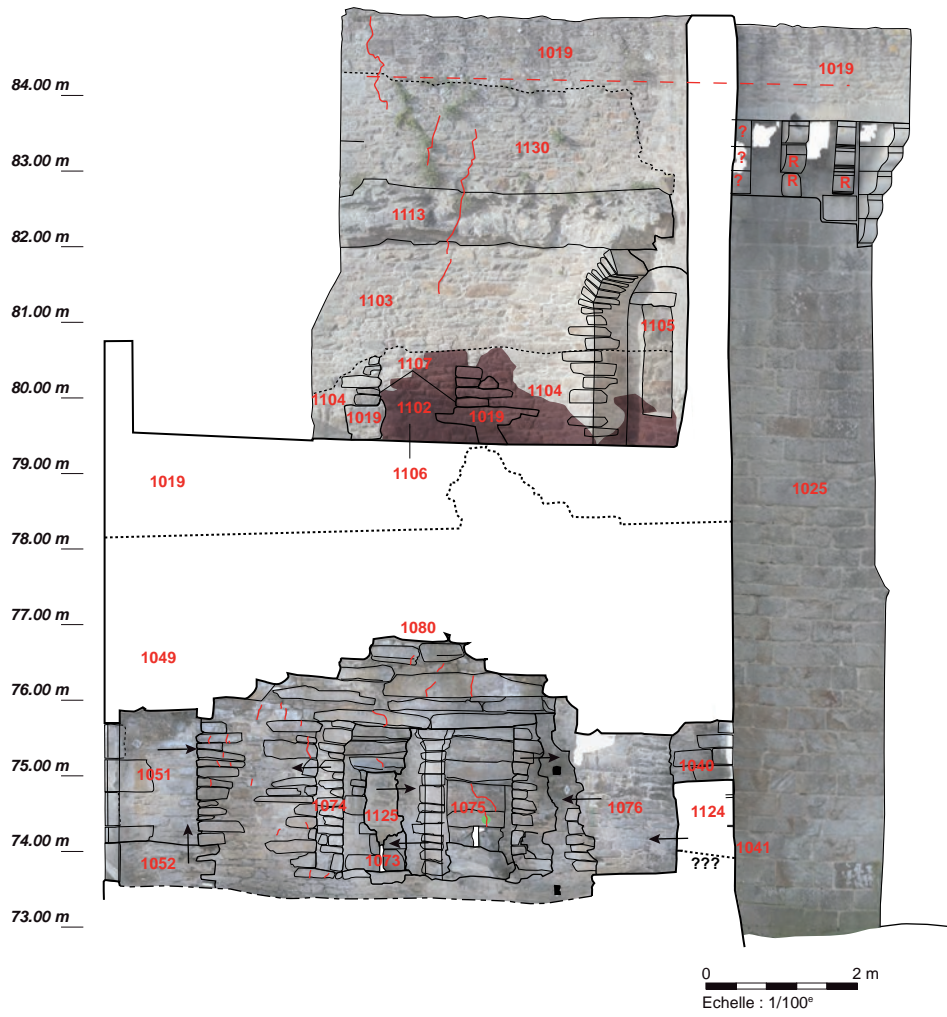 1019
1019
84.00 m
?
1130
83.00 m
?
R
?
R
R
1113
82.00 m
1103
81.00 m
1105
1107
80.00 m
1104
1104
1102
1019
1019
79.00 m
1106
1019
1025
78.00 m
77.00 m
1080
1049
76.00 m
1051
75.00 m
1040
1074
1125
1075
1076
1124
74.00 m
1052
1073
1041
???
73.00 m
0
2 m
Echelle : 1/100e